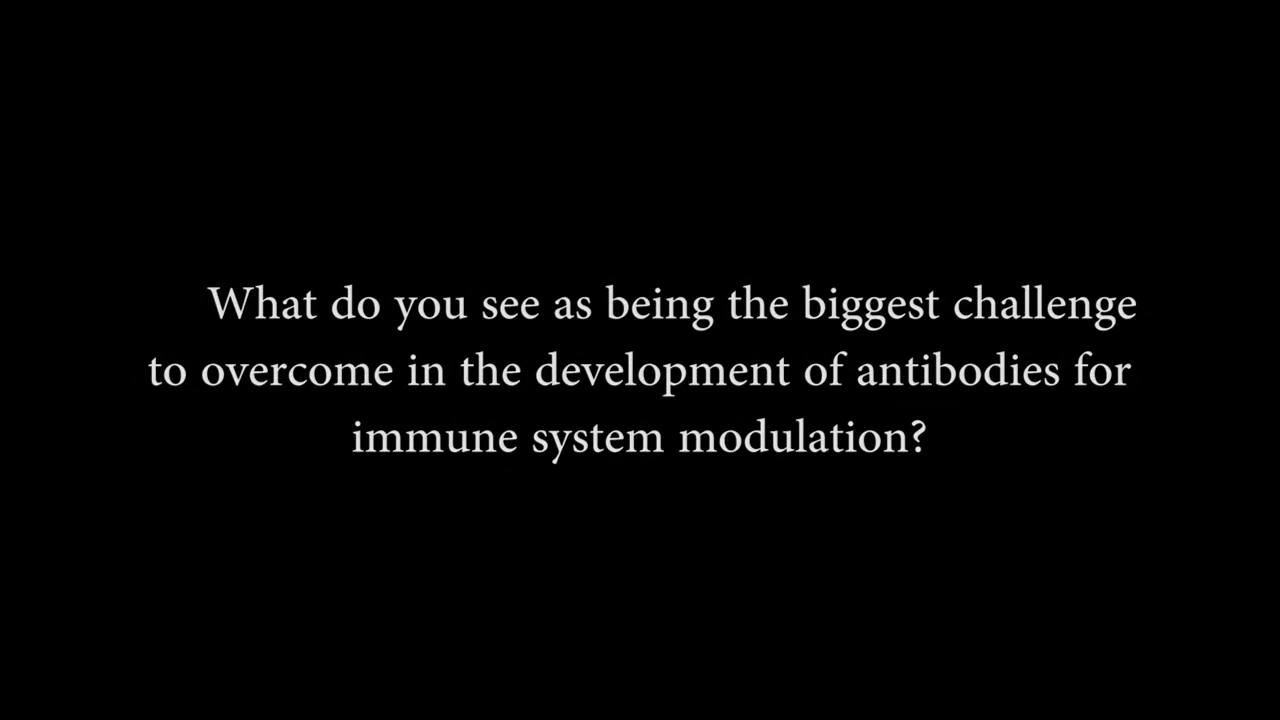 What do you see as being the biggest challenge
to overcome in the development of antibodies for
immune system modulation?